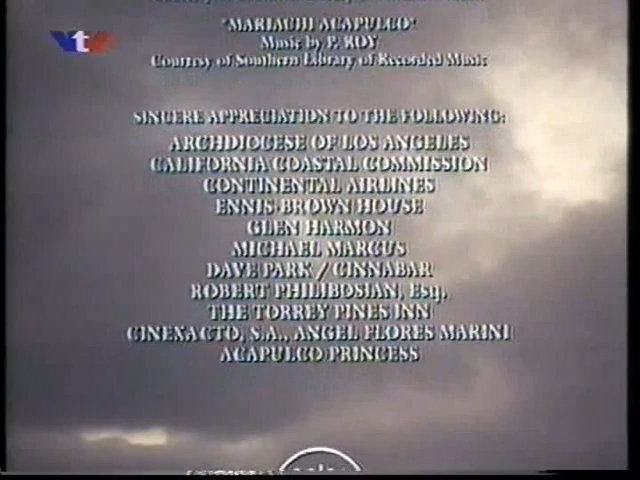 vtv
"MARIACHI ACAPULCO"
Music by P. ROY
Courtesy of Southern Library of Recorded Music
SINCERE APPRECIATION TO THE FOLLOWING:
ARCHDIOCESE OF LOS ANGELES
CALIFORNIA COASTAL COMMISSION
CONTINENTAL AIRLINES
ENNIS-BROWN HOUSE
GLEN HARMON
MICHAEL MARCUS
DAVE PARK / CINNABAR
ROBERT PHILIBOSIAN, Esq.
THE TORREY PINES INN
CINEXACTO, S.A., ANGEL FLORES MARINI
ACAPULCO PRINCESS